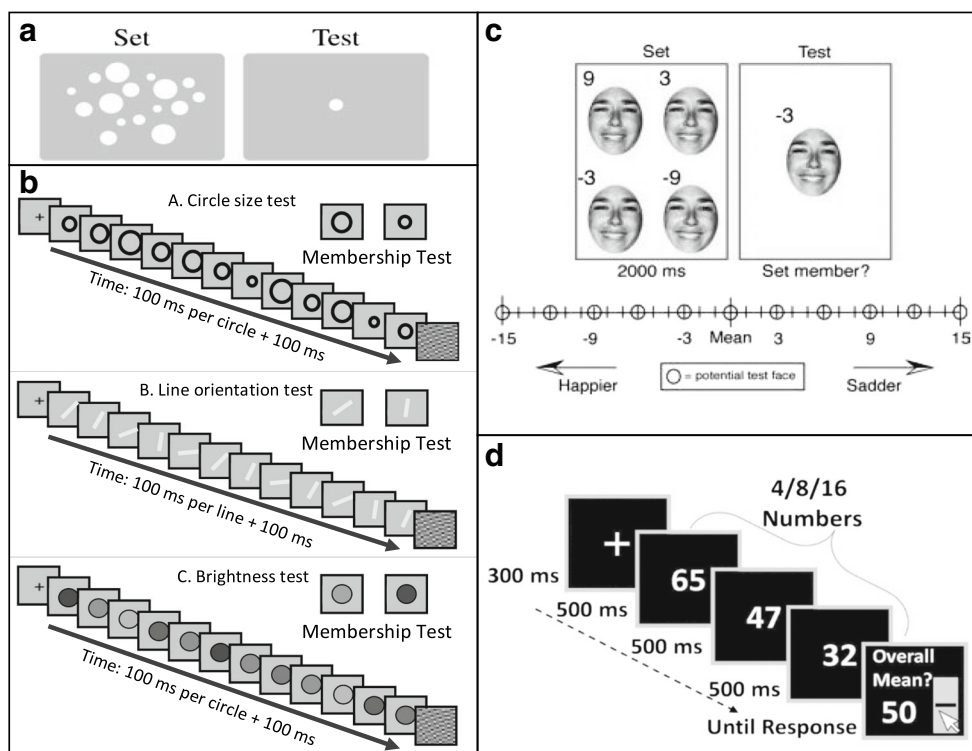 a
Set
Test
b
A. Circle size test
Membership Test
Time: 100 ms per circle + 100 ms
B. Line orientation test
Membership Test
Time: 100 ms per line + 100 ms
C. Brightness test
Membership Test
Time: 100 ms per circle + 100 ms
c
Set
Test
9
3
-3
-9
-3
2000 ms
Set member?
-15
-9
-3
Mean
3
9
15
Happier
= potential test face
Sadder
d
4/8/16
Numbers
+
300 ms
65
500 ms
47
500 ms
32
500 ms
Overall
Mean?
50
Until Response